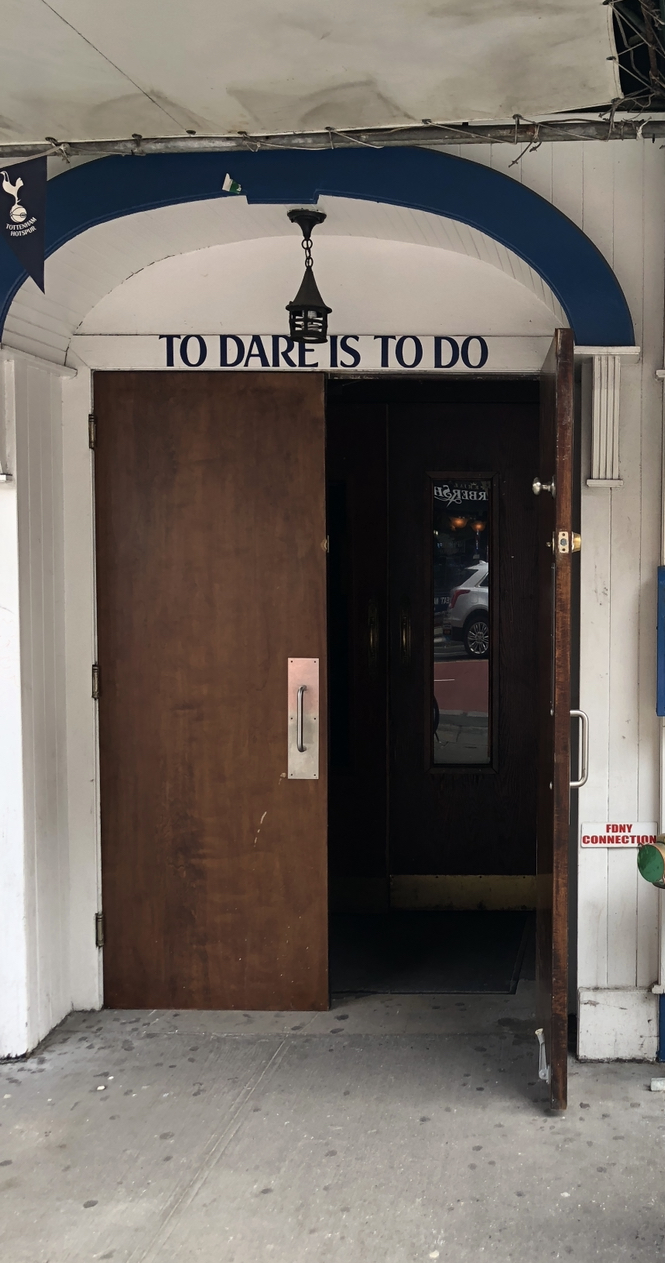 TOTTENHAM
HOTSPUR
TO DARE IS TO DO
FDNY
CONNECTION